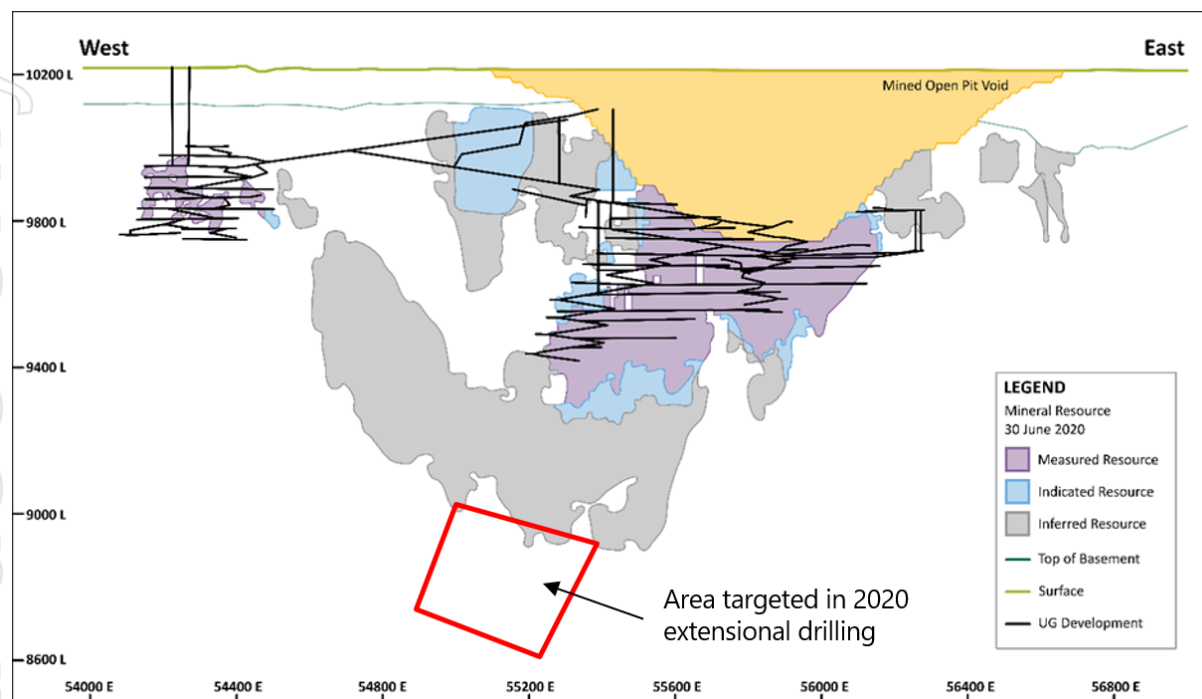 West
East
10200 L
Mined Open Pit Void
9800 L
9400 L
LEGEND
Mineral Resource
30 June 2020
Measured Resource
Indicated Resource
9000 L
Inferred Resource
Top of Basement
Area targeted in 2020
Surface
extensional drilling
UG Development
8600 L
54000 E
54400 E
54800 E
55200 E
55600 E
56000 E
56400 E
56800 E